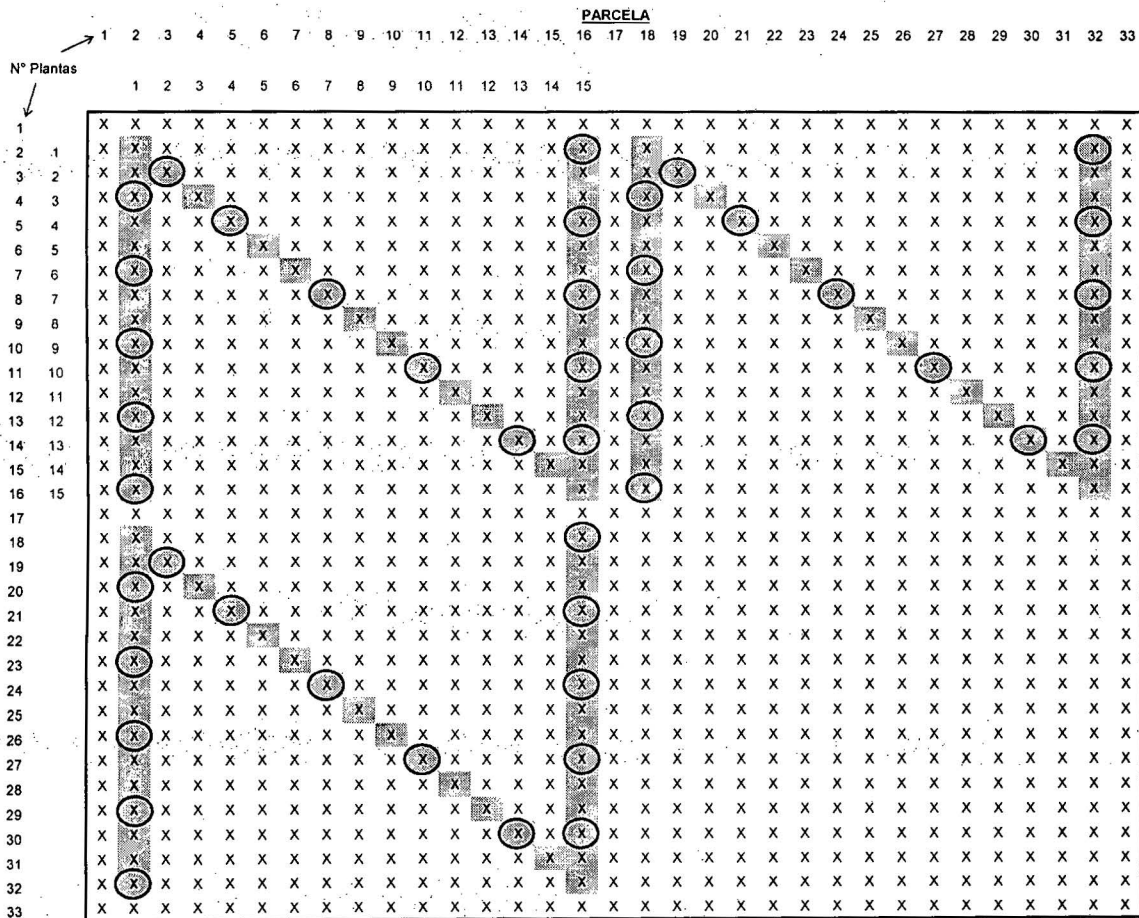 PARCELA
1 2 3 4 5 6 7 8 9 10 11 12 13 14 15 16 17 18 19 20 21 22 23 24 25 26 27 28 29 30 31 32 33
N° Plantas
1 2 3 4 5 6 7 8 9 10 11 12 13 14 15
1 X X X X X X X X X X X X X X X X X X X X X X X X X X X X X X X X X
2 1 X X X X X X X X X X X X X X X X X X X X X X X X X X X X X X X X X
3 2 X X X X X X X X X X X X X X X X X X X X X X X X X X X X X X X X X
4 3 X X X X X X X X X X X X X X X X X X X X X X X X X X X X X X X X X
5 4 X X X X X X X X X X X X X X X X X X X X X X X X X X X X X X X X X
6 5 X X X X X X X X X X X X X X X X X X X X X X X X X X X X X X X X X
7 6 X X X X X X X X X X X X X X X X X X X X X X X X X X X X X X X X X
8 7 X X X X X X X X X X X X X X X X X X X X X X X X X X X X X X X X X
9 8 X X X X X X X X X X X X X X X X X X X X X X X X X X X X X X X X X
10 9 X X X X X X X X X X X X X X X X X X X X X X X X X X X X X X X X X
11 10 X X X X X X X X X X X X X X X X X X X X X X X X X X X X X X X X X
12 11 X X X X X X X X X X X X X X X X X X X X X X X X X X X X X X X X X
13 12 X X X X X X X X X X X X X X X X X X X X X X X X X X X X X X X X X
14 13 X X X X X X X X X X X X X X X X X X X X X X X X X X X X X X X X X
15 14 X X X X X X X X X X X X X X X X X X X X X X X X X X X X X X X X X
16 15 X X X X X X X X X X X X X X X X X X X X X X X X X X X X X X X X X
17 X X X X X X X X X X X X X X X X X X X X X X X X X X X X X X X X X
18 X X X X X X X X X X X X X X X X X X X X X X X X X X X X X X X X X
19 X X X X X X X X X X X X X X X X X X X X X X X X X X X X X X X X X
20 X X X X X X X X X X X X X X X X X X X X X X X X X X X X X X X X X
21 X X X X X X X X X X X X X X X X X X X X X X X X X X X X X X X X X
22 X X X X X X X X X X X X X X X X X X X X X X X X X X X X X X X X X
23 X X X X X X X X X X X X X X X X X X X X X X X X X X X X X X X X X
24 X X X X X X X X X X X X X X X X X X X X X X X X X X X X X X X X X
25 X X X X X X X X X X X X X X X X X X X X X X X X X X X X X X X X X
26 X X X X X X X X X X X X X X X X X X X X X X X X X X X X X X X X X
27 X X X X X X X X X X X X X X X X X X X X X X X X X X X X X X X X X
28 X X X X X X X X X X X X X X X X X X X X X X X X X X X X X X X X X
29 X X X X X X X X X X X X X X X X X X X X X X X X X X X X X X X X X
30 X X X X X X X X X X X X X X X X X X X X X X X X X X X X X X X X X
31 X X X X X X X X X X X X X X X X X X X X X X X X X X X X X X X X X
32 X X X X X X X X X X X X X X X X X X X X X X X X X X X X X X X X X
33 X X X X X X X X X X X X X X X X X X X X X X X X X X X X X X X X X